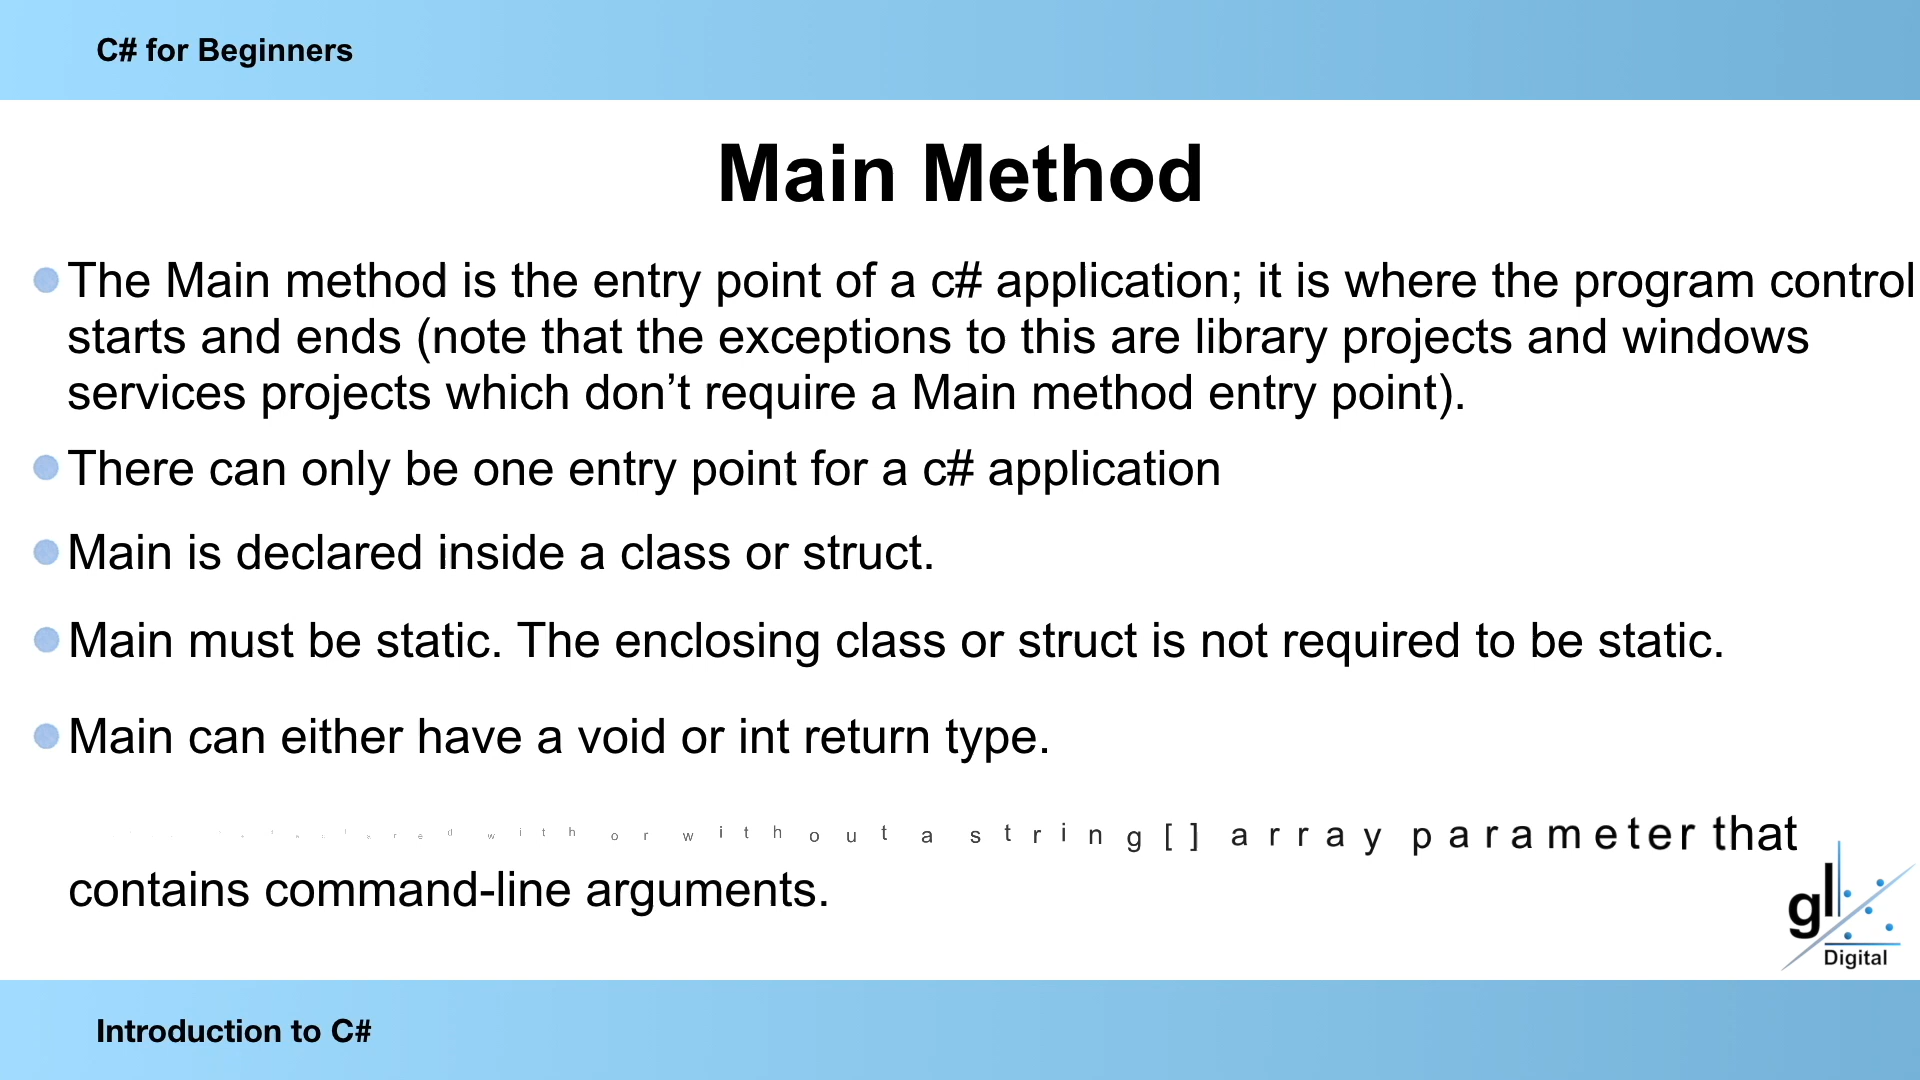 C# for Beginners
Main Method
The Main method is the entry point of a c# application; it is where the program control
starts and ends (note that the exceptions to this are library projects and windows
services projects which don’t require a Main method entry point).
There can only be one entry point for a c# application
Main is declared inside a class or struct.
Main must be static. The enclosing class or struct is not required to be static.
Main can either have a void or int return type.
with or without a string[] array parameter that
contains command-line arguments.
gl
Digital
Introduction to C#